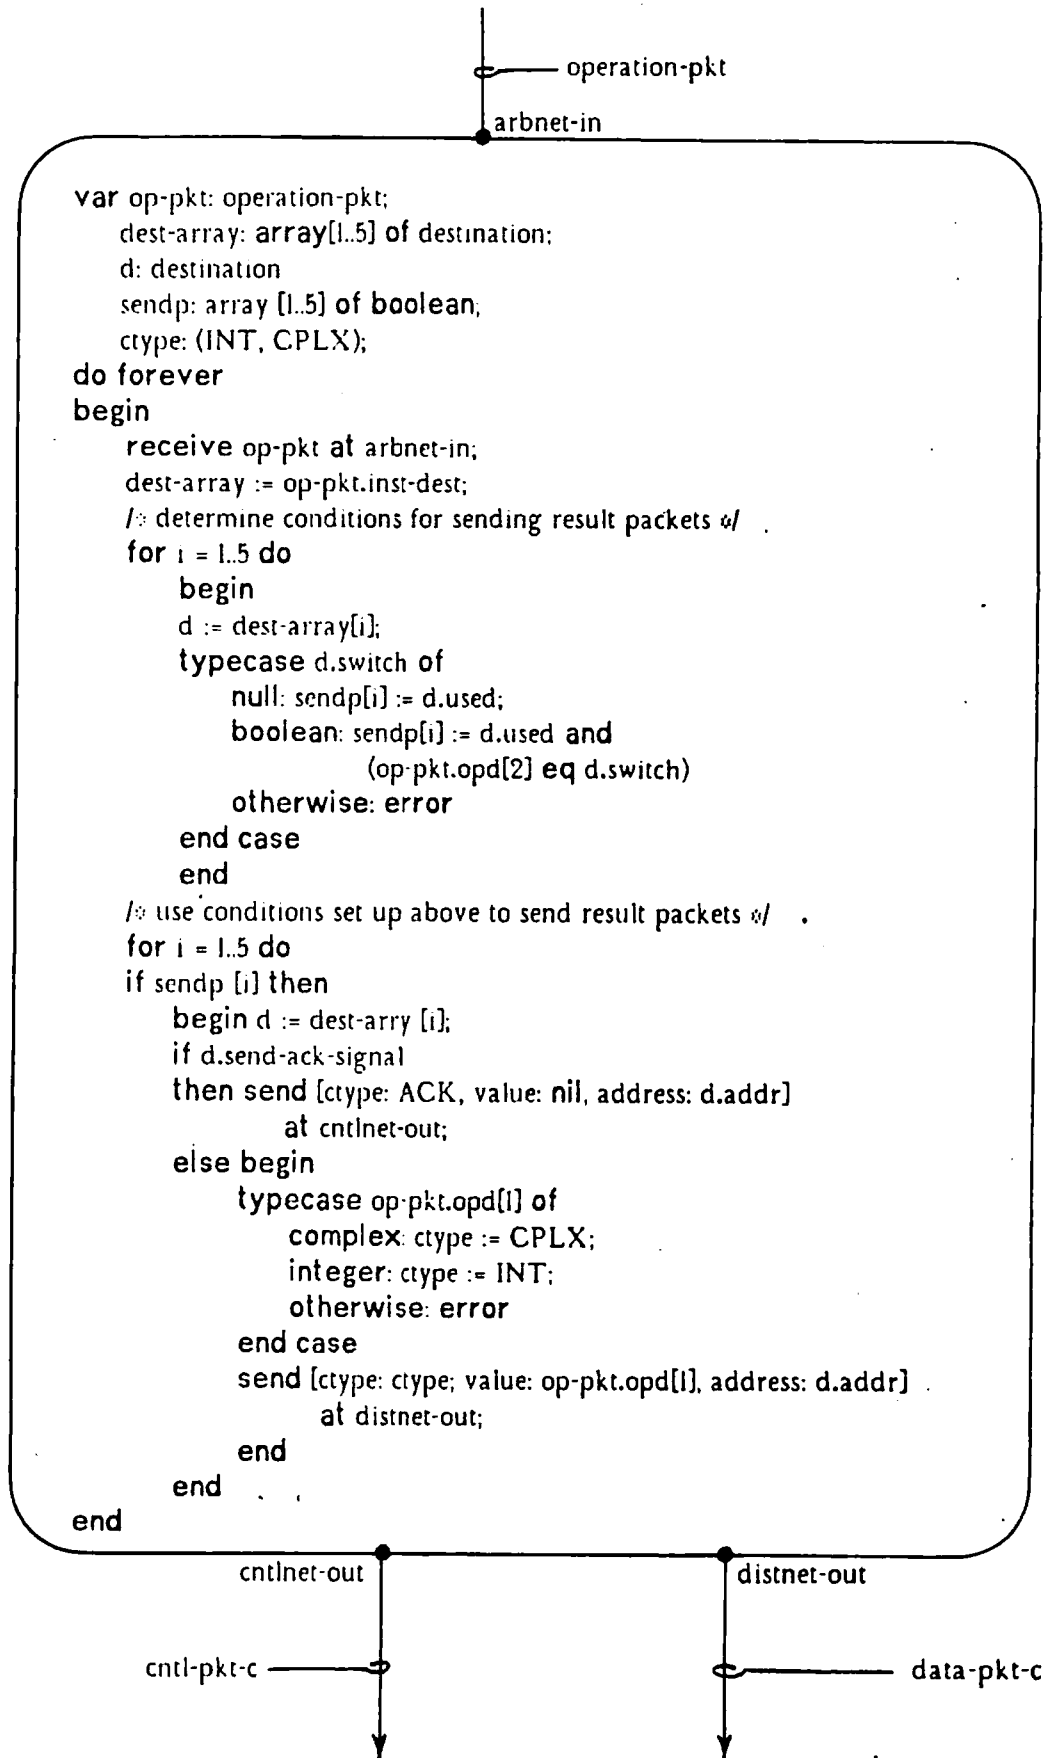 operation-pkt
arbnet-in
var op-pkt: operation-pkt;
dest-array: array[1..5] of destination;
d: destination
sendp: array [1..5] of boolean;
ctype: (INT, CPLX);
do forever
begin
receive op-pkt at arbnet-in;
dest-array := op-pkt.inst-dest;
/* determine conditions for sending result packets */
for i = 1..5 do
begin
d := dest-array[i];
typecase d.switch of
null: sendp[i] := d.used;
boolean: sendp[i] := d.used and
(op-pkt.opd[2] eq d.switch)
otherwise: error
end case
end
/* use conditions set up above to send result packets */
for i = 1..5 do
if sendp [i] then
begin d := dest-arry [i];
if d.send-ack-signal
then send [ctype: ACK, value: nil, address: d.addr]
at cntlnet-out;
else begin
typecase op-pkt.opd[1] of
complex: ctype := CPLX;
integer: ctype := INT;
otherwise: error
end case
send [ctype: ctype; value: op-pkt.opd[1], address: d.addr]
at distnet-out;
end
end
end
cntlnet-out
distnet-out
cntl-pkt-c
data-pkt-c